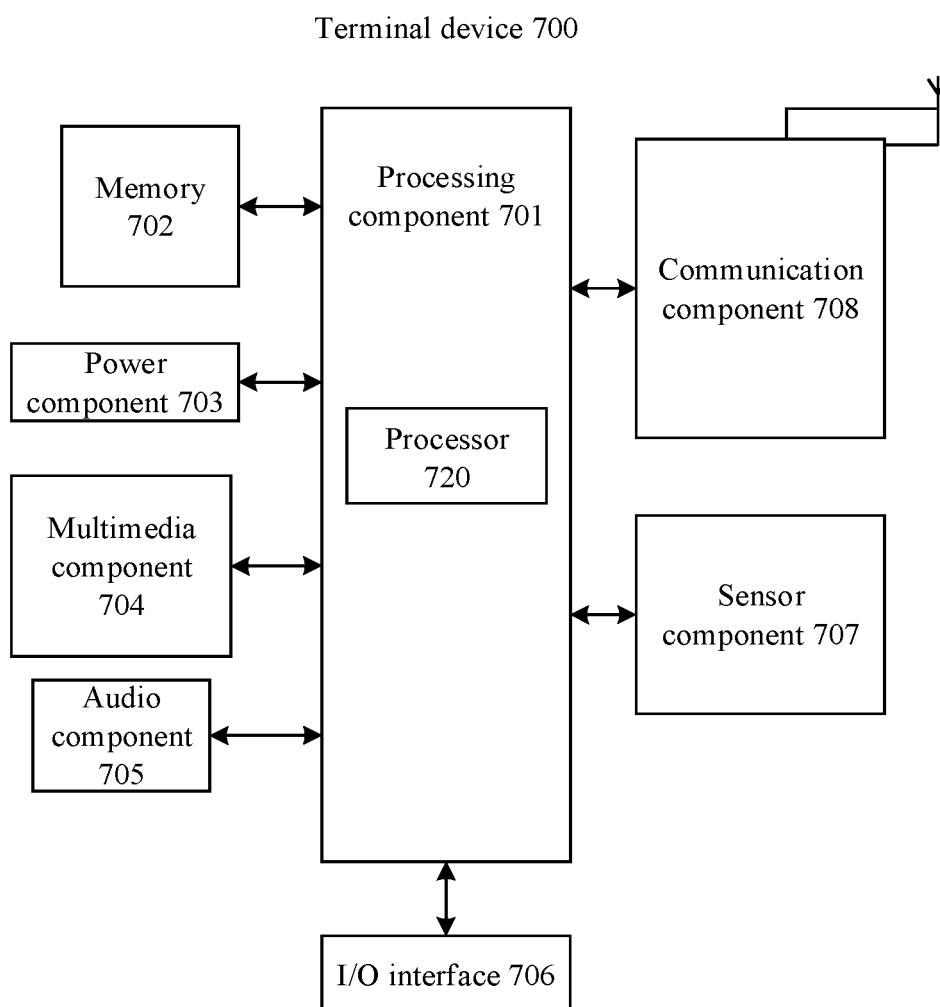 Terminal device 700
Memory
702
Processing
component 701
Communication
component 708
Power
component 703
Processor
720
Multimedia
component
704
Sensor
component 707
Audio
component
705
I/O interface 706